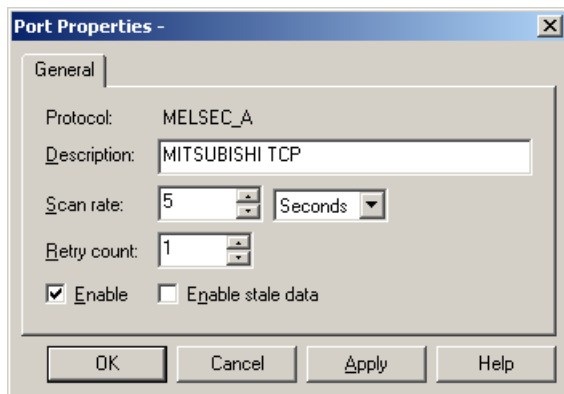 Port Properties -
General
Protocol: MELSEC_A
Description: MITSUBISHI TCP
Scan rate: 5 Seconds
Retry count: 1
Enable Enable stale data
OK Cancel Apply Help